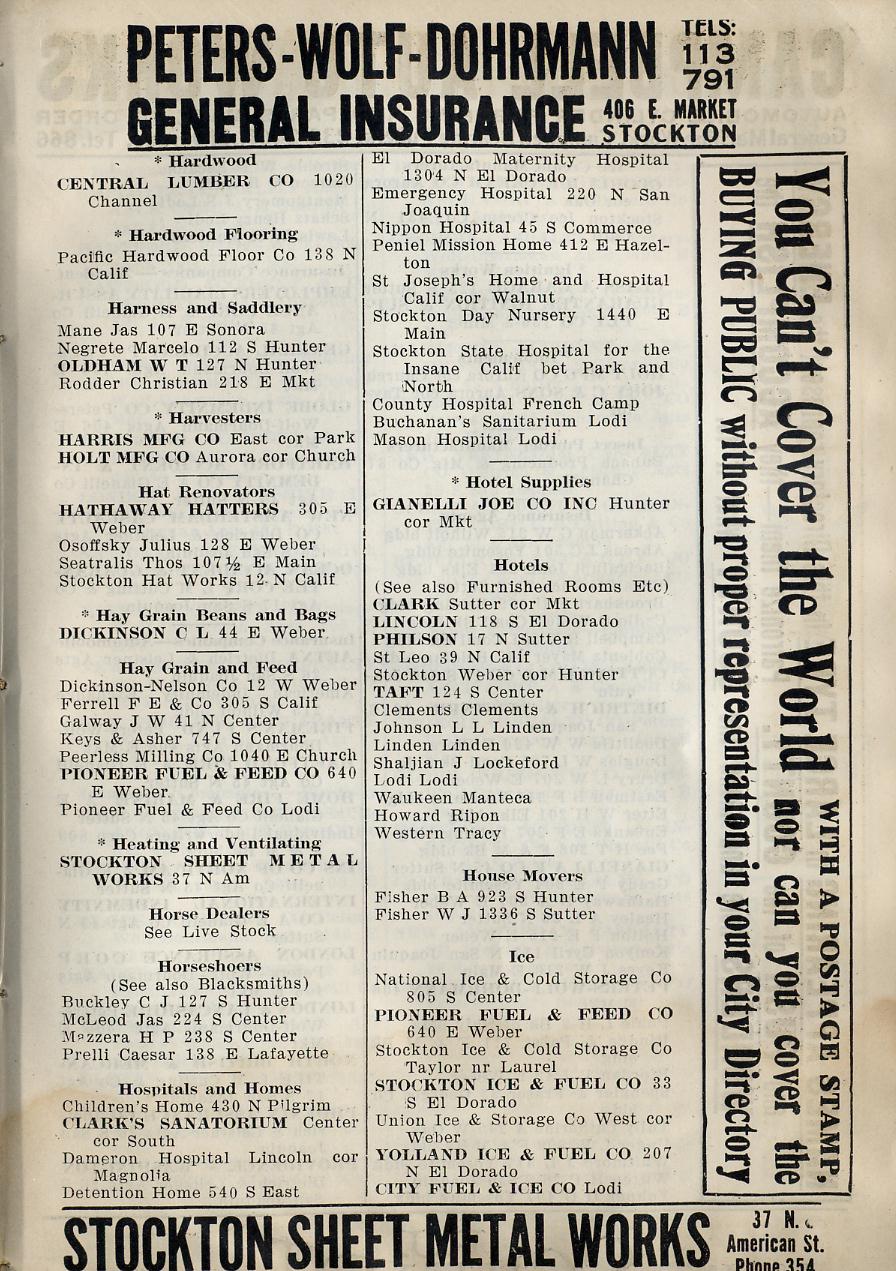 PETERS-WOLF-DOHRMANN
TELS:
113
791
GENERAL INSURANCE
406 E. MARKET
STOCKTON
* Hardwood
CENTRAL LUMBER CO 1020
Channel
* Hardwood Flooring
Pacific Hardwood Floor Co 138 N
Calif
Harness and Saddlery
Mane Jas 107 E Sonora
Negrete Marcelo 112 S Hunter
OLDHAM W T 127 N Hunter
Rodder Christian 218 E Mkt
* Harvesters
HARRIS MFG CO East cor Park
HOLT MFG CO Aurora cor Church
Hat Renovators
HATHAWAY HATTERS 305 E
Weber
Osoffsky Julius 128 E Weber
Seatralis Thos 107½ E Main
Stockton Hat Works 12 N Calif
* Hay Grain Beans and Bags
DICKINSON C L 44 E Weber
Hay Grain and Feed
Dickinson-Nelson Co 12 W Weber
Ferrell F E & Co 305 S Calif
Galway J W 41 N Center
Keys & Asher 747 S Center
Peerless Milling Co 1040 E Church
PIONEER FUEL & FEED CO 640
E Weber
Pioneer Fuel & Feed Co Lodi
* Heating and Ventilating
STOCKTON SHEET METAL
WORKS 37 N Am
Horse Dealers
See Live Stock
Horseshoers
(See also Blacksmiths)
Buckley C J 127 S Hunter
McLeod Jas 224 S Center
Mazzera H P 238 S Center
Prelli Caesar 138 E Lafayette
Hospitals and Homes
Children's Home 430 N Pilgrim
CLARK'S SANATORIUM Center
cor South
Dameron Hospital Lincoln cor
Magnolia
Detention Home 540 S East
El Dorado Maternity Hospital
1304 N El Dorado
Emergency Hospital 220 N San
Joaquin
Nippon Hospital 45 S Commerce
Peniel Mission Home 412 E Hazel-
ton
St Joseph's Home and Hospital
Calif cor Walnut
Stockton Day Nursery 1440 E
Main
Stockton State Hospital for the
Insane Calif bet Park and
North
County Hospital French Camp
Buchanan's Sanitarium Lodi
Mason Hospital Lodi
* Hotel Supplies
GIANELLI JOE CO INC Hunter
cor Mkt
Hotels
(See also Furnished Rooms Etc)
CLARK Sutter cor Mkt
LINCOLN 118 S El Dorado
PHILSON 17 N Sutter
St Leo 39 N Calif
Stockton Weber cor Hunter
TAFT 124 S Center
Clements Clements
Johnson L L Linden
Linden Linden
Shaljian J Lockeford
Lodi Lodi
Waukeen Manteca
Howard Ripon
Western Tracy
House Movers
Fisher B A 923 S Hunter
Fisher W J 1336 S Sutter
Ice
National Ice & Cold Storage Co
805 S Center
PIONEER FUEL & FEED CO
640 E Weber
Stockton Ice & Cold Storage Co
Taylor nr Laurel
STOCKTON ICE & FUEL CO 33
S El Dorado
Union Ice & Storage Co West cor
Weber
YOLLAND ICE & FUEL CO 207
N El Dorado
CITY FUEL & ICE CO Lodi
You Can't Cover the World WITH A POSTAGE STAMP, nor can you cover the
BUYING PUBLIC without proper representation in your City Directory
STOCKTON SHEET METAL WORKS
37 N.
American St.
Phone 354